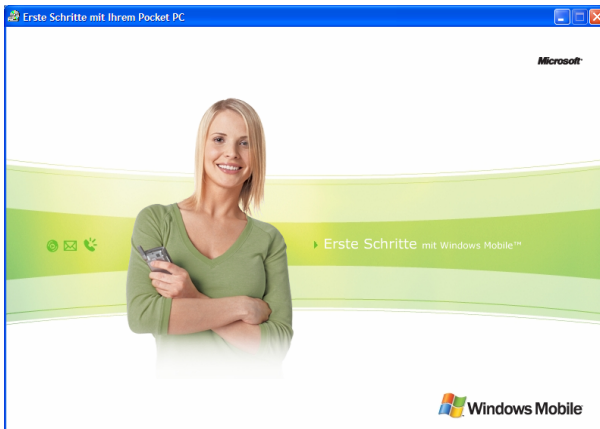 Erste Schritte mit Ihrem Pocket PC
Microsoft
Erste Schritte mit Windows Mobile™
Windows Mobile